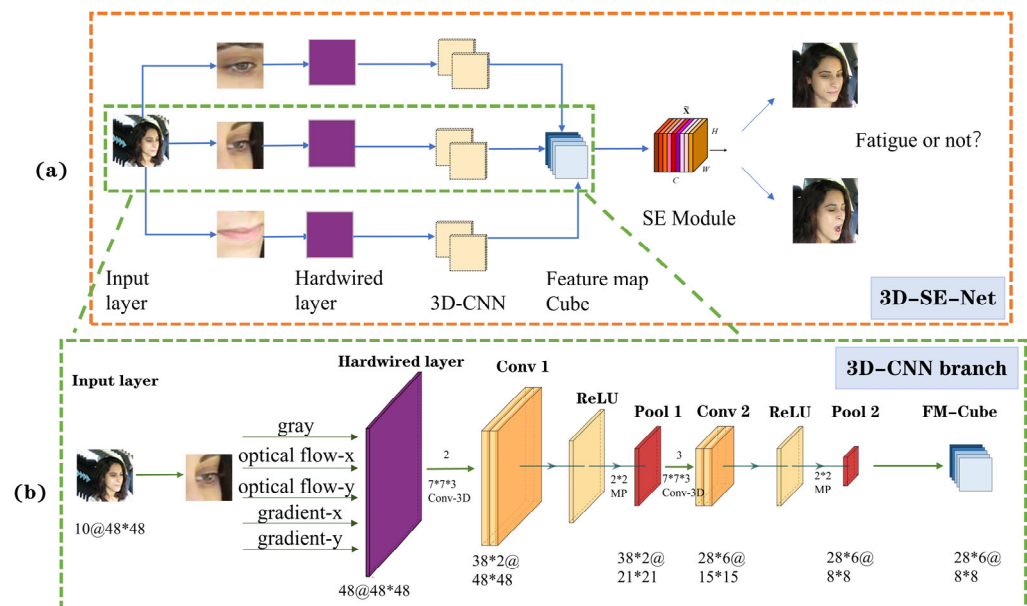 (a)
X̃
H
W
C
SE Module
Fatigue or not?
Input
layer
Hardwired
layer
3D-CNN
Feature map
Cube
3D-SE-Net
(b)
3D-CNN branch
Input layer
Hardwired layer
Conv 1
ReLU
Pool 1
Conv 2
ReLU
Pool 2
FM-Cube
gray
optical flow-x
optical flow-y
gradient-x
gradient-y
2
7*7*3
Conv-3D
2*2
MP
3
7*7*3
Conv-3D
2*2
MP
10@48*48
48@48*48
38*2@
48*48
38*2@
21*21
28*6@
15*15
28*6@
8*8
28*6@
8*8